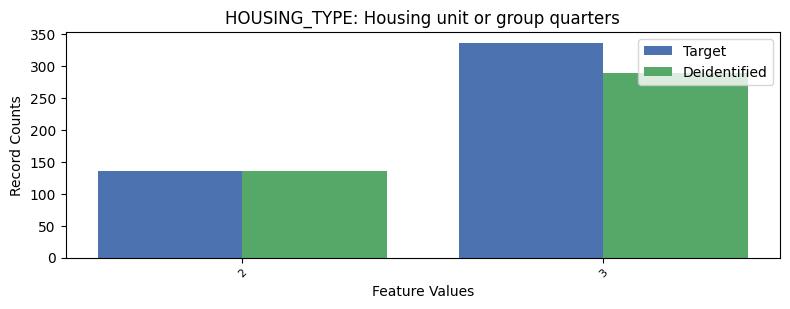 HOUSING_TYPE: Housing unit or group quarters
Record Counts
350
300
250
200
150
100
50
0
Target
Deidentified
2
3
Feature Values